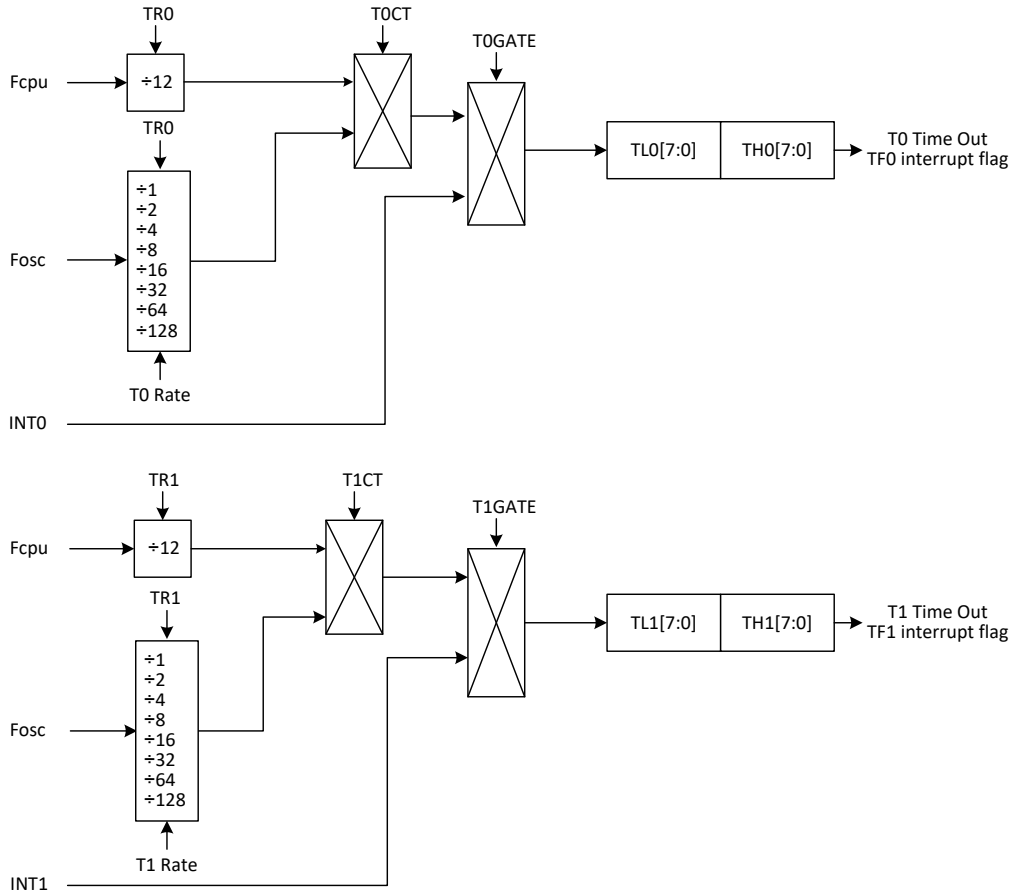 TR0
T0CT
T0GATE
Fcpu
÷12
TR0
÷1
÷2
÷4
÷8
÷16
÷32
÷64
÷128
Fosc
T0 Rate
INT0
TL0[7:0]
TH0[7:0]
T0 Time Out
TF0 interrupt flag
TR1
T1CT
T1GATE
Fcpu
÷12
TR1
÷1
÷2
÷4
÷8
÷16
÷32
÷64
÷128
Fosc
T1 Rate
INT1
TL1[7:0]
TH1[7:0]
T1 Time Out
TF1 interrupt flag